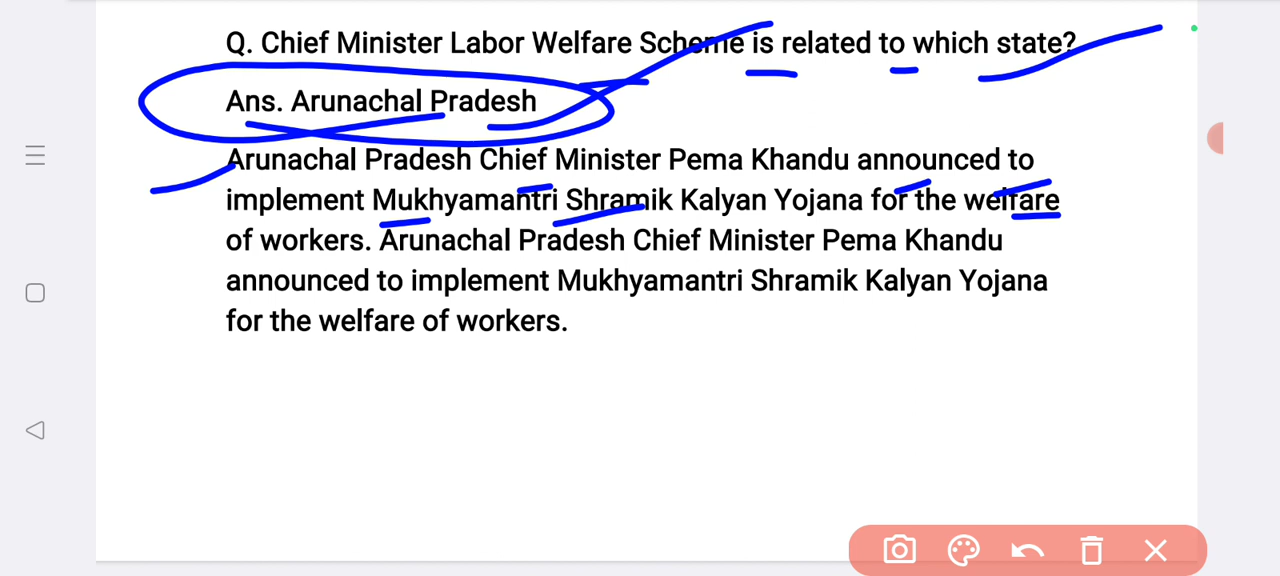 Q. Chief Minister Labor Welfare Scheme is related to which state?
Ans. Arunachal Pradesh
Arunachal Pradesh Chief Minister Pema Khandu announced to
implement Mukhyamantri Shramik Kalyan Yojana for the welfare
of workers. Arunachal Pradesh Chief Minister Pema Khandu
announced to implement Mukhyamantri Shramik Kalyan Yojana
for the welfare of workers.